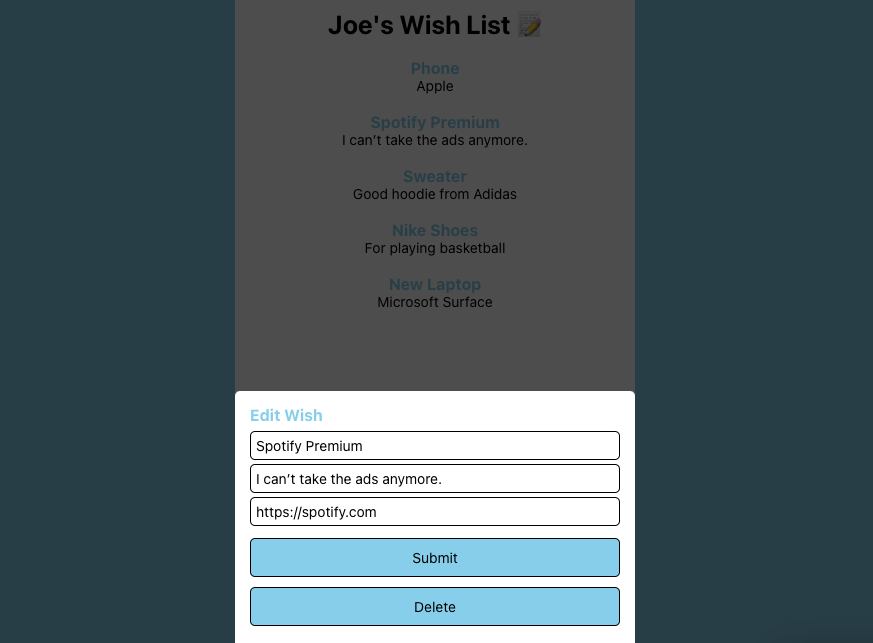 Joe's Wish List 📝
Phone
Apple
Spotify Premium
I can’t take the ads anymore.
Sweater
Good hoodie from Adidas
Nike Shoes
For playing basketball
New Laptop
Microsoft Surface
Edit Wish
Spotify Premium
I can’t take the ads anymore.
https://spotify.com
Submit
Delete